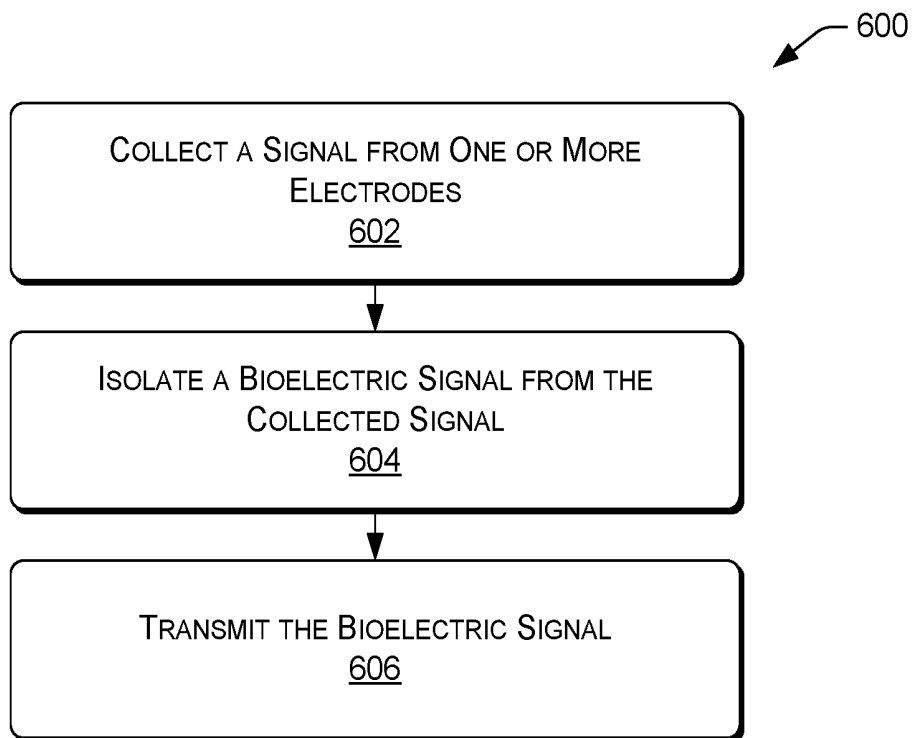 600
COLLECT A SIGNAL FROM ONE OR MORE
ELECTRODES
602
ISOLATE A BIOELECTRIC SIGNAL FROM THE
COLLECTED SIGNAL
604
TRANSMIT THE BIOELECTRIC SIGNAL
606